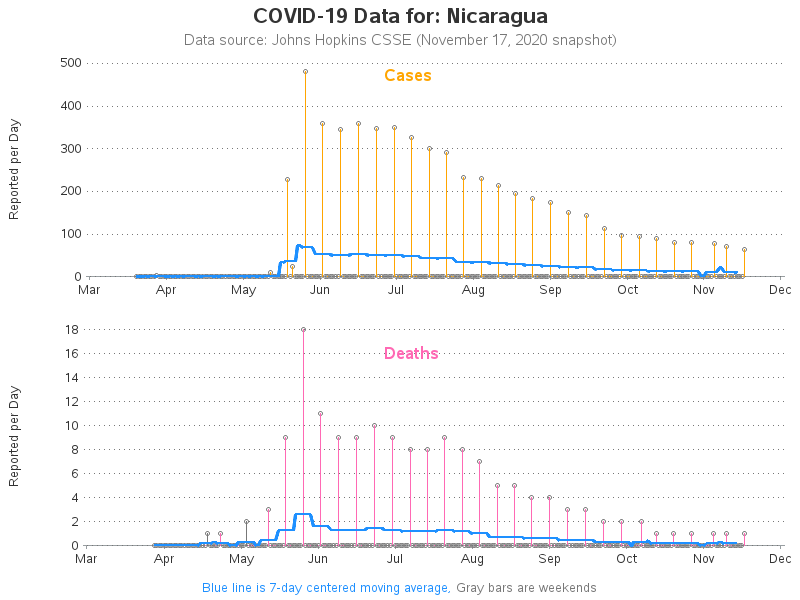 COVID-19 Data for: Nicaragua
Data source: Johns Hopkins CSSE (November 17, 2020 snapshot)
Cases
Reported per Day
500
400
300
200
100
0
Mar Apr May Jun Jul Aug Sep Oct Nov Dec
Deaths
Reported per Day
18
16
14
12
10
8
6
4
2
0
Mar Apr May Jun Jul Aug Sep Oct Nov Dec
Blue line is 7-day centered moving average, Gray bars are weekends